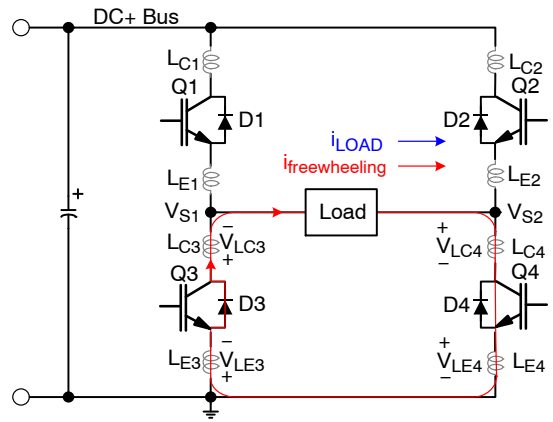 DC+ Bus
LC1
LC2
Q1
Q2
D1
D2
iLOAD
ifreewheeling
LE1
LE2
+
VS1
Load
VS2
−
+
LC3
VLC3
VLC4
LC4
+
−
Q3
Q4
D3
D4
−
+
LE3
VLE3
VLE4
LE4
+
−